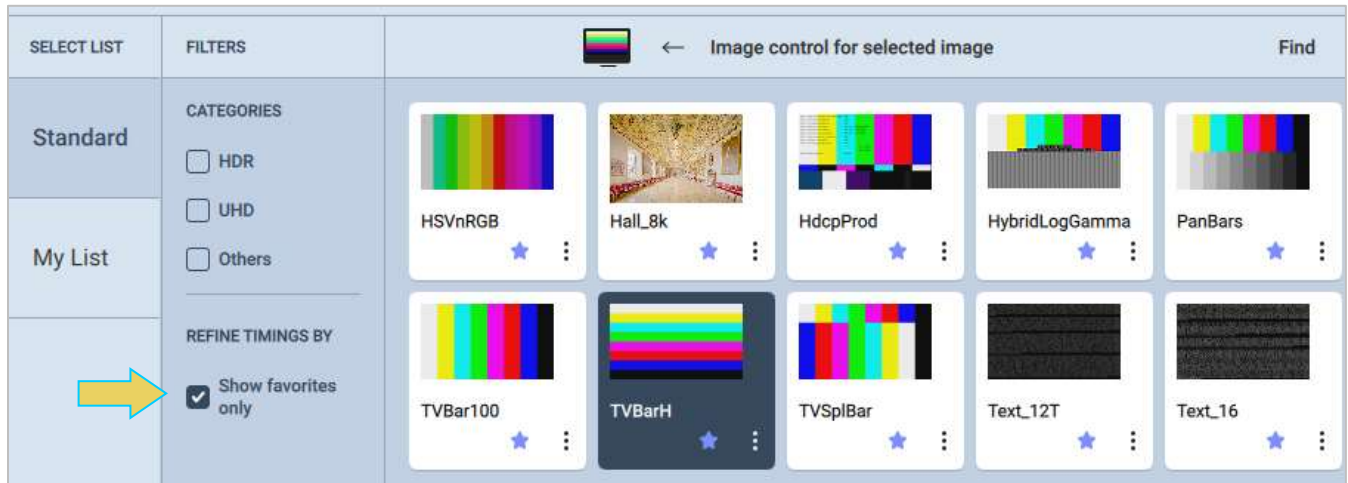 SELECT LIST
FILTERS
← Image control for selected image
Find
Standard
My List
CATEGORIES
HDR
UHD
Others
REFINE TIMINGS BY
Show favorites
only
HSVnRGB
Hall_8k
HdcpProd
HybridLogGamma
PanBars
TVBar100
TVBarH
TVSplBar
Text_12T
Text_16